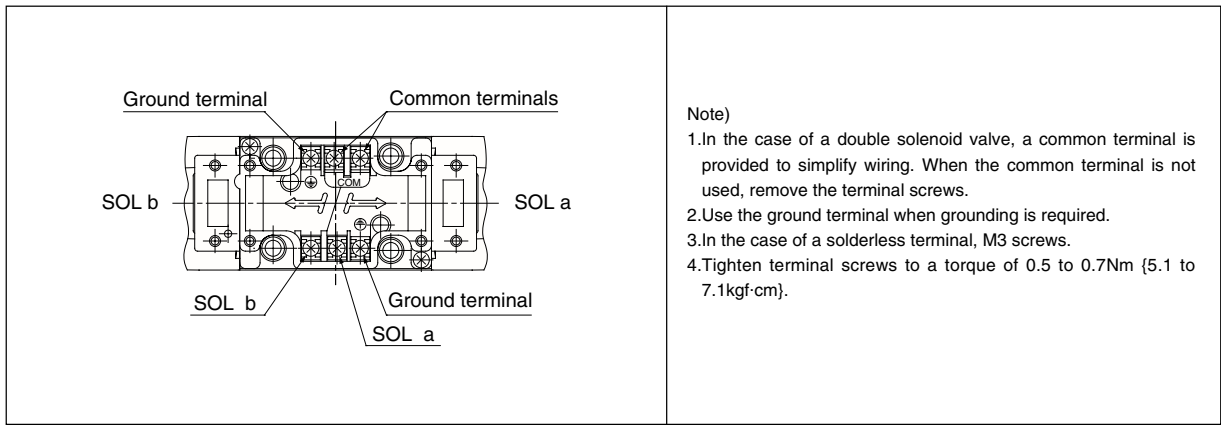 Ground terminal
Common terminals
COM
SOL b
SOL a
SOL b
Ground terminal
SOL a
Note)
1.In the case of a double solenoid valve, a common terminal is
provided to simplify wiring. When the common terminal is not
used, remove the terminal screws.
2.Use the ground terminal when grounding is required.
3.In the case of a solderless terminal, M3 screws.
4.Tighten terminal screws to a torque of 0.5 to 0.7Nm {5.1 to
7.1kgf·cm}.